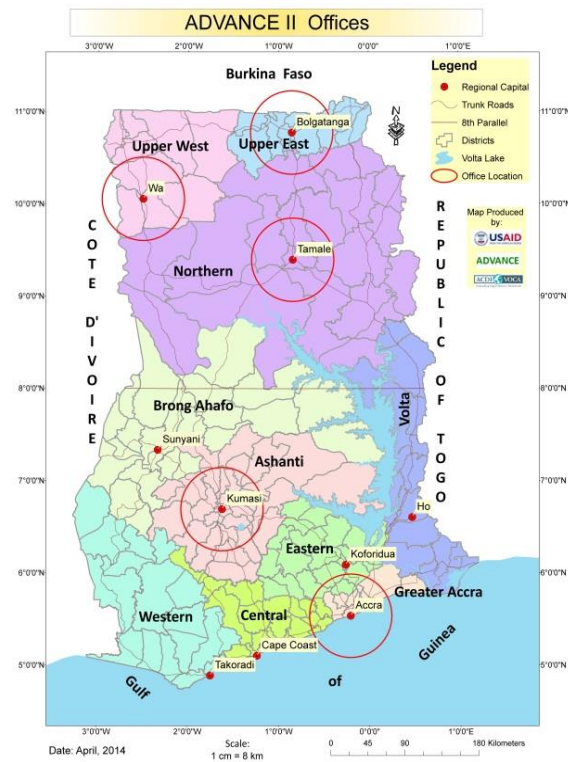 ADVANCE II Offices
3°0'0"W 2°0'0"W 1°0'0"W 0°0'0" 1°0'0"E
Burkina Faso
Legend
Regional Capital
Trunk Roads
8th Parallel
Districts
Volta Lake
Office Location
N
Map Produced by:
USAID
ADVANCE
ACDI VOCA
11°0'0"N 11°0'0"N
Bolgatanga
Upper West
Upper East
Wa
10°0'0"N 10°0'0"N
COTE D'IVOIRE
REPUBLIC OF TOGO
Tamale
Northern
9°0'0"N 9°0'0"N
8°0'0"N 8°0'0"N
Brong Ahafo
Volta
Sunyani
Ashanti
7°0'0"N 7°0'0"N
Kumasi
Ho
Eastern
Koforidua
6°0'0"N 6°0'0"N
Greater Accra
Accra
Western
Central
Cape Coast
Guinea
5°0'0"N 5°0'0"N
Takoradi
Gulf
of
3°0'0"W 2°0'0"W 1°0'0"W 0°0'0" 1°0'0"E
Date: April, 2014
Scale:
1 cm = 8 km
0 45 90 180 Kilometers